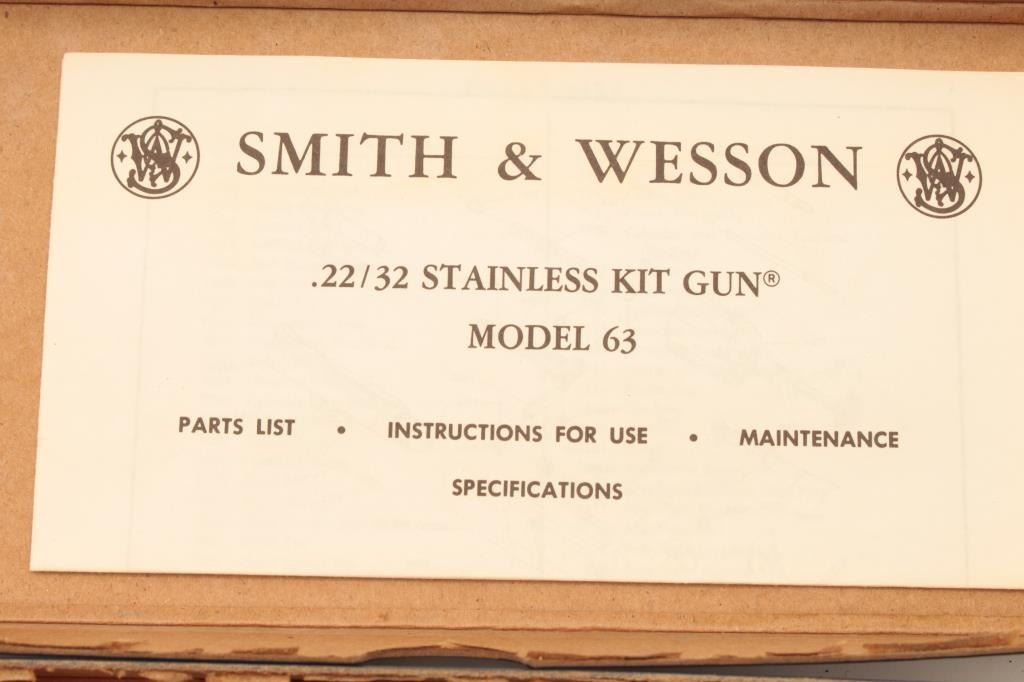 SMITH & WESSON
.22/32 STAINLESS KIT GUN®
MODEL 63
PARTS LIST • INSTRUCTIONS FOR USE • MAINTENANCE
SPECIFICATIONS